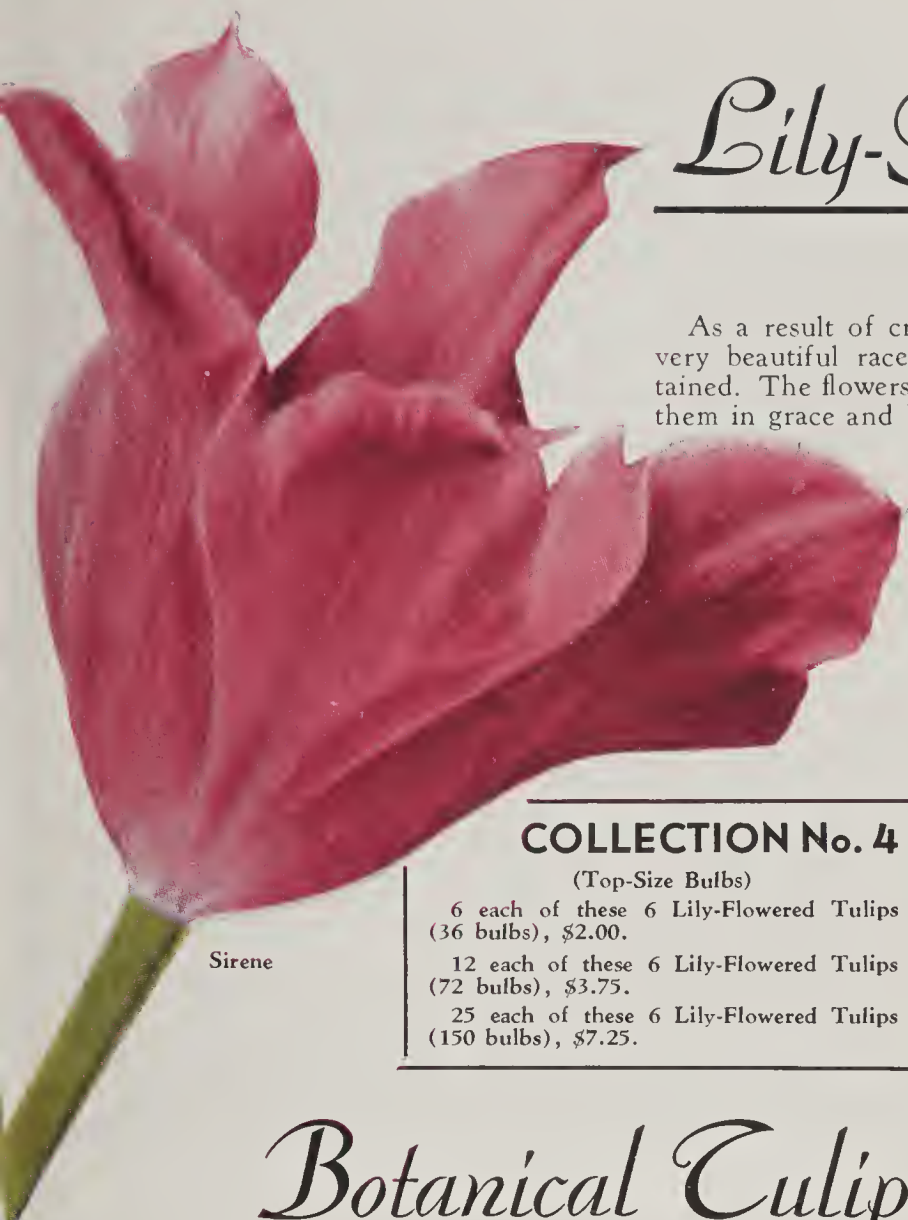 Lily-
As a result of
very beautiful race
tained. The flowers
them in grace and
COLLECTION No. 4
(Top-Size Bulbs)
6 each of these 6 Lily-Flowered Tulips
(36 bulbs), $2.00.
12 each of these 6 Lily-Flowered Tulips
(72 bulbs), $3.75.
25 each of these 6 Lily-Flowered Tulips
(150 bulbs), $7.25.
Sirene
Botanical Tulip